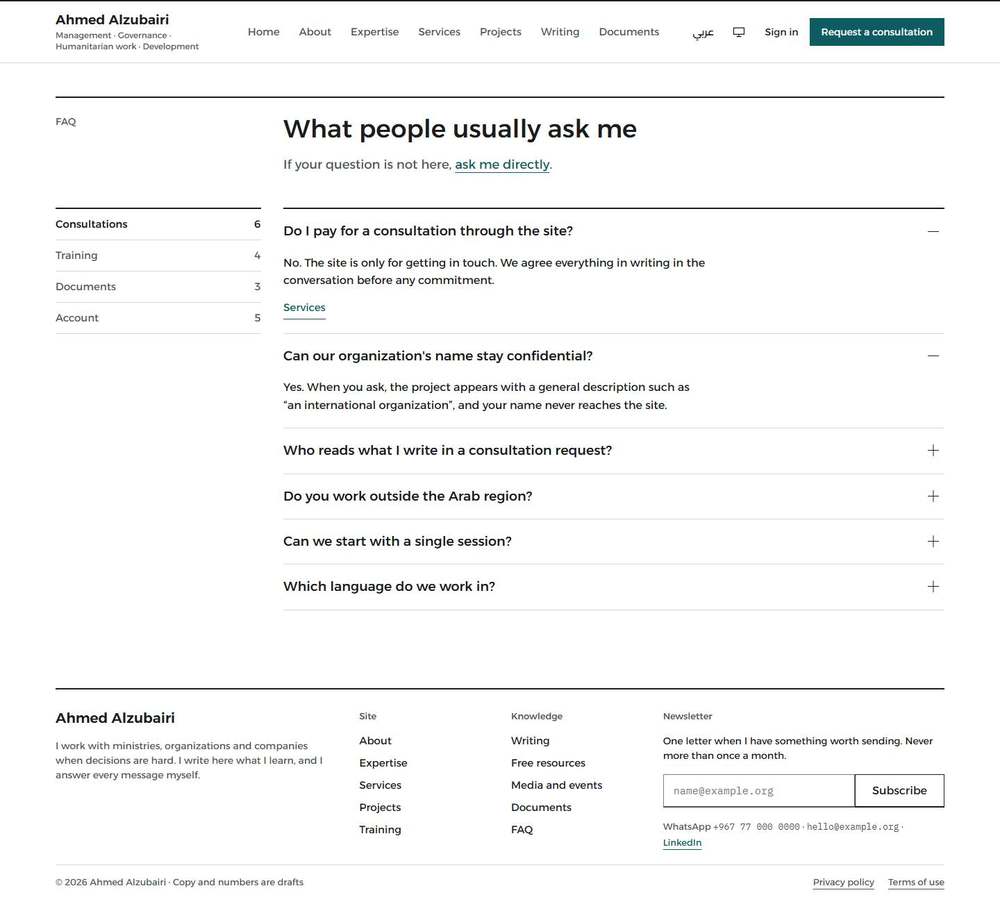 Ahmed Alzubairi
Management · Governance ·
Humanitarian work · Development
Home About Expertise Services Projects Writing Documents عربي Sign in Request a consultation
FAQ
What people usually ask me
If your question is not here, ask me directly.
Consultations 6
Training 4
Documents 3
Account 5
Do I pay for a consultation through the site?
No. The site is only for getting in touch. We agree everything in writing in the
conversation before any commitment.
Services
Can our organization's name stay confidential?
Yes. When you ask, the project appears with a general description such as
“an international organization”, and your name never reaches the site.
Who reads what I write in a consultation request?
Do you work outside the Arab region?
Can we start with a single session?
Which language do we work in?
Ahmed Alzubairi
I work with ministries, organizations and companies
when decisions are hard. I write here what I learn, and I
answer every message myself.
Site
About
Expertise
Services
Projects
Training
Knowledge
Writing
Free resources
Media and events
Documents
FAQ
Newsletter
One letter when I have something worth sending. Never
more than once a month.
name@example.org Subscribe
WhatsApp +967 77 000 0000 · hello@example.org ·
LinkedIn
© 2026 Ahmed Alzubairi · Copy and numbers are drafts
Privacy policy Terms of use